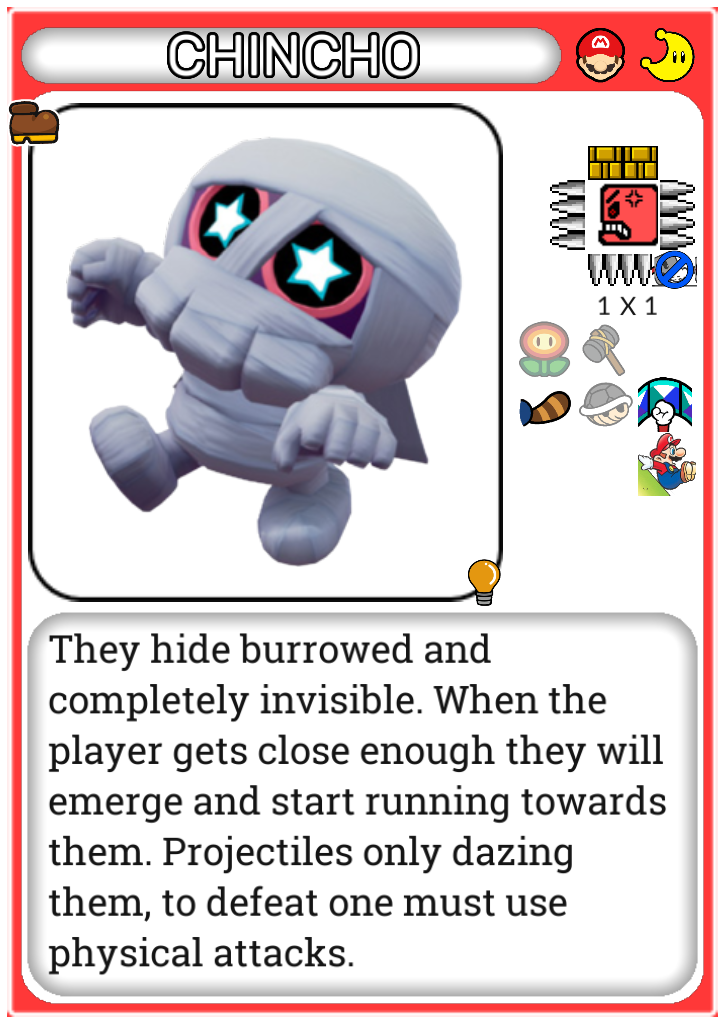 CHINCHO
1 X 1
They hide burrowed and
completely invisible. When the
player gets close enough they will
emerge and start running towards
them. Projectiles only dazing
them, to defeat one must use
physical attacks.